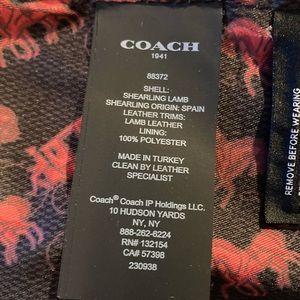 COACH
1941
88372
SHELL:
SHEARLING LAMB
SHEARLING ORIGIN: SPAIN
LEATHER TRIMS:
LAMB LEATHER
LINING:
100% POLYESTER
MADE IN TURKEY
CLEAN BY LEATHER
SPECIALIST
Coach® Coach IP Holdings LLC.
10 HUDSON YARDS
NY, NY
888-262-6224
RN# 132154
CA# 57398
230938
REMOVE BEFORE WEARING